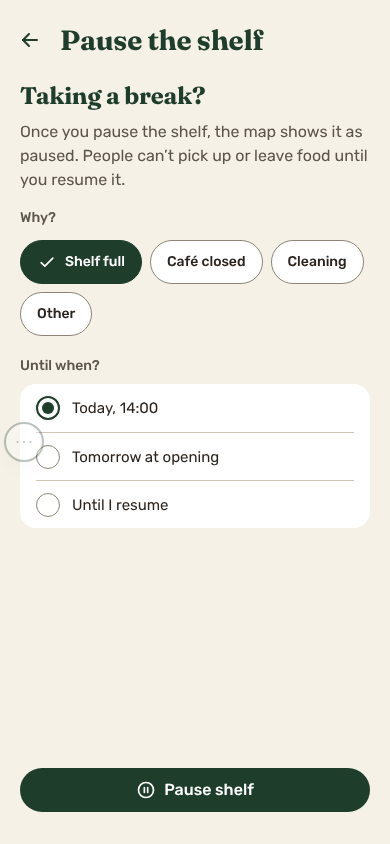 Pause the shelf
Taking a break?
Once you pause the shelf, the map shows it as
paused. People can’t pick up or leave food until
you resume it.
Why?
Shelf full
Café closed
Cleaning
Other
Until when?
Today, 14:00
Tomorrow at opening
Until I resume
Pause shelf